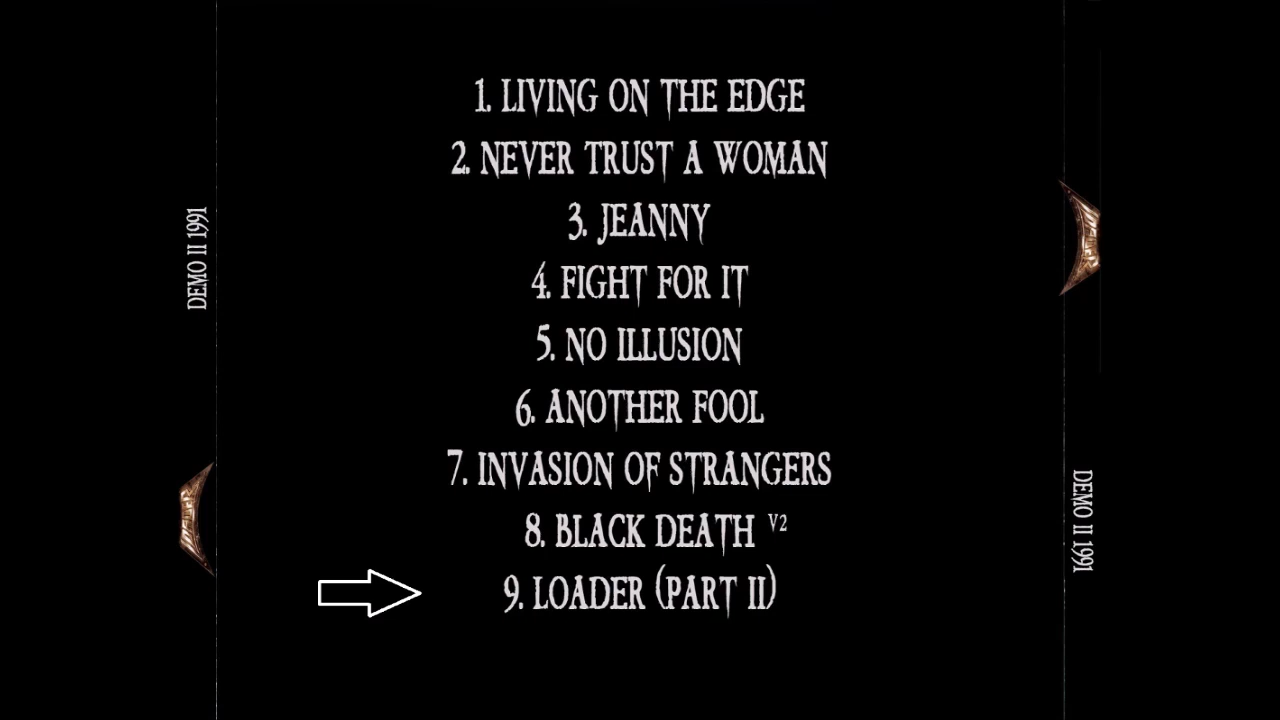 1. LIVING ON THE EDGE
2. NEVER TRUST A WOMAN
3. JEANNY
4. FIGHT FOR IT
5. NO ILLUSION
6. ANOTHER FOOL
7. INVASION OF STRANGERS
8. BLACK DEATH V2
9. LOADER (PART II)
DEMO II 1991
DEMO II 1991